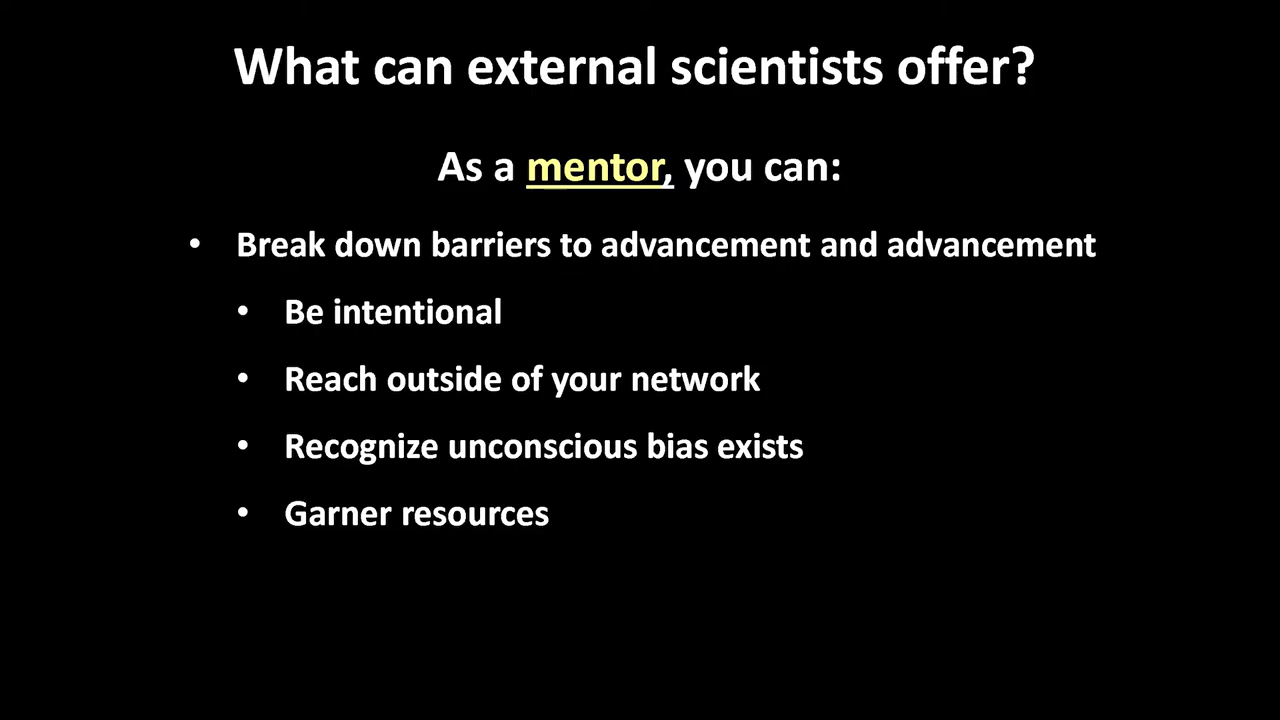 What can external scientists offer?
As a mentor, you can:
• Break down barriers to advancement and advancement
• Be intentional
• Reach outside of your network
• Recognize unconscious bias exists
• Garner resources